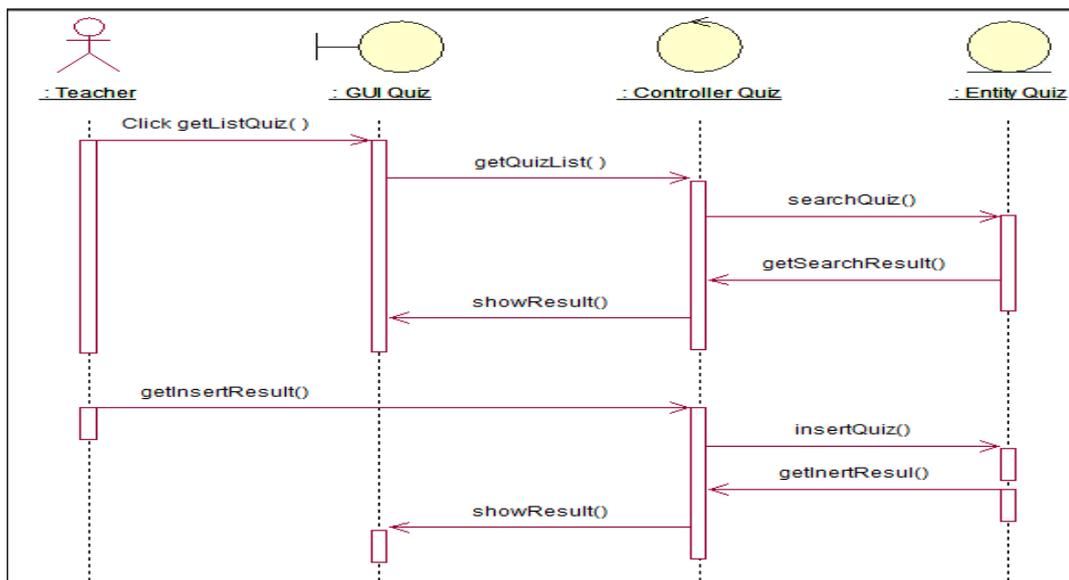 : Teacher
: GUI Quiz
: Controller Quiz
: Entity Quiz
Click getListQuiz( )
getQuizList( )
searchQuiz()
getSearchResult()
showResult()
getInsertResult()
insertQuiz()
getInertResul()
showResult()